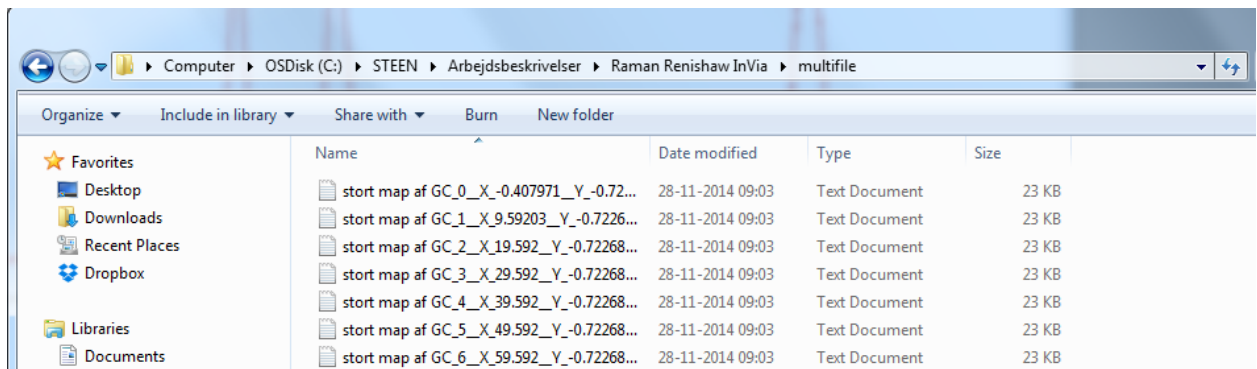 Computer OSDisk (C:) STEEN Arbejdsbeskrivelser Raman Renishaw InVia multifile
Organize Include in library Share with Burn New folder
Favorites
Desktop
Downloads
Recent Places
Dropbox
Libraries
Documents
Name Date modified Type Size
stort map af GC_0__X_-0.407971__Y_-0.72... 28-11-2014 09:03 Text Document 23 KB
stort map af GC_1__X_9.59203__Y_-0.7226... 28-11-2014 09:03 Text Document 23 KB
stort map af GC_2__X_19.592__Y_-0.72268... 28-11-2014 09:03 Text Document 23 KB
stort map af GC_3__X_29.592__Y_-0.72268... 28-11-2014 09:03 Text Document 23 KB
stort map af GC_4__X_39.592__Y_-0.72268... 28-11-2014 09:03 Text Document 23 KB
stort map af GC_5__X_49.592__Y_-0.72268... 28-11-2014 09:03 Text Document 23 KB
stort map af GC_6__X_59.592__Y_-0.72268... 28-11-2014 09:03 Text Document 23 KB